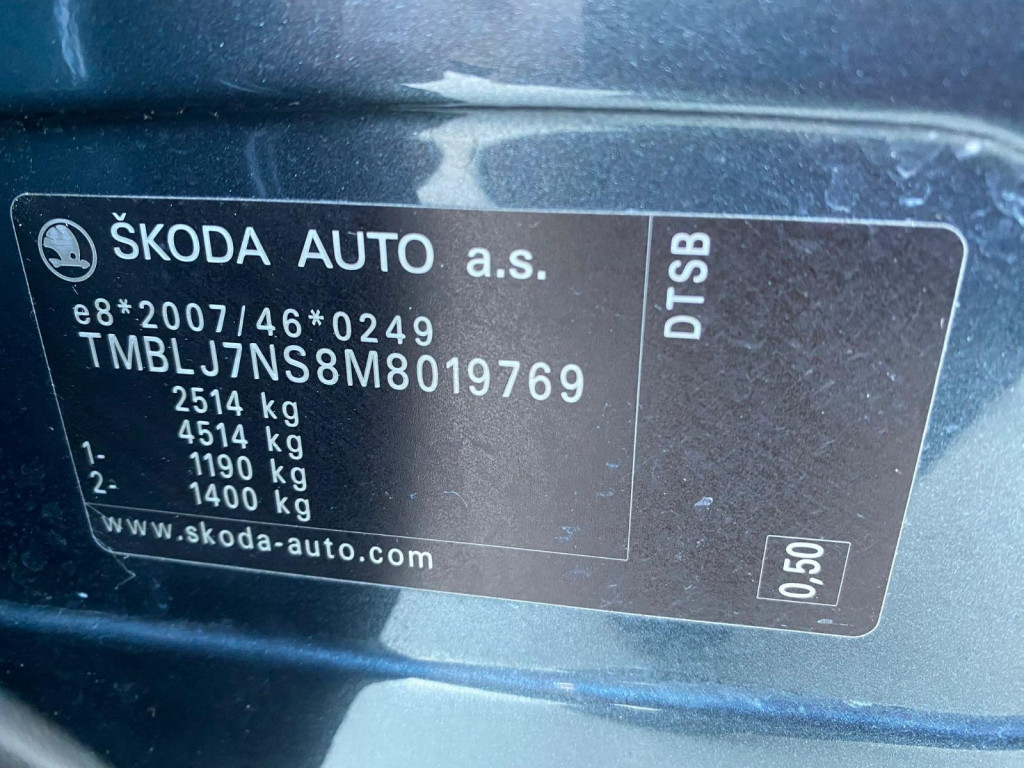 ŠKODA AUTO a.s.
e8*2007/46*0249
TMBLJ7NS8M8019769
2514 kg
4514 kg
1- 1190 kg
2- 1400 kg
www.skoda-auto.com
DTSB
0,50